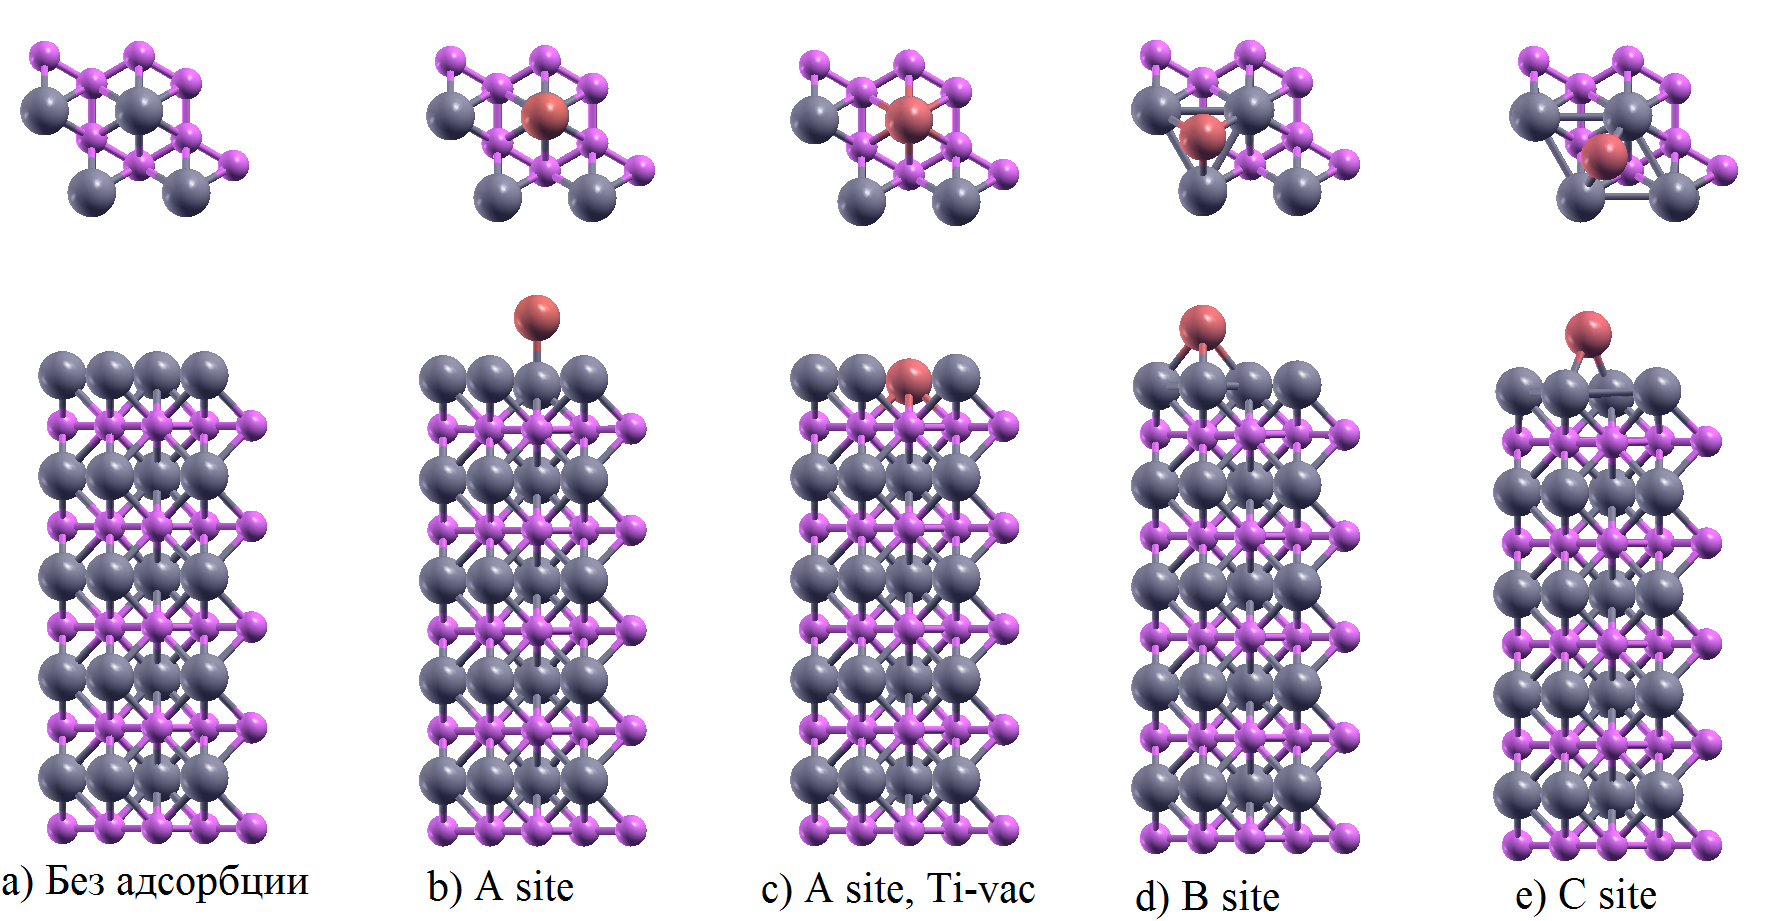 a) Без адсорбции
b) A site
c) A site, Ti-vac
d) B site
e) C site